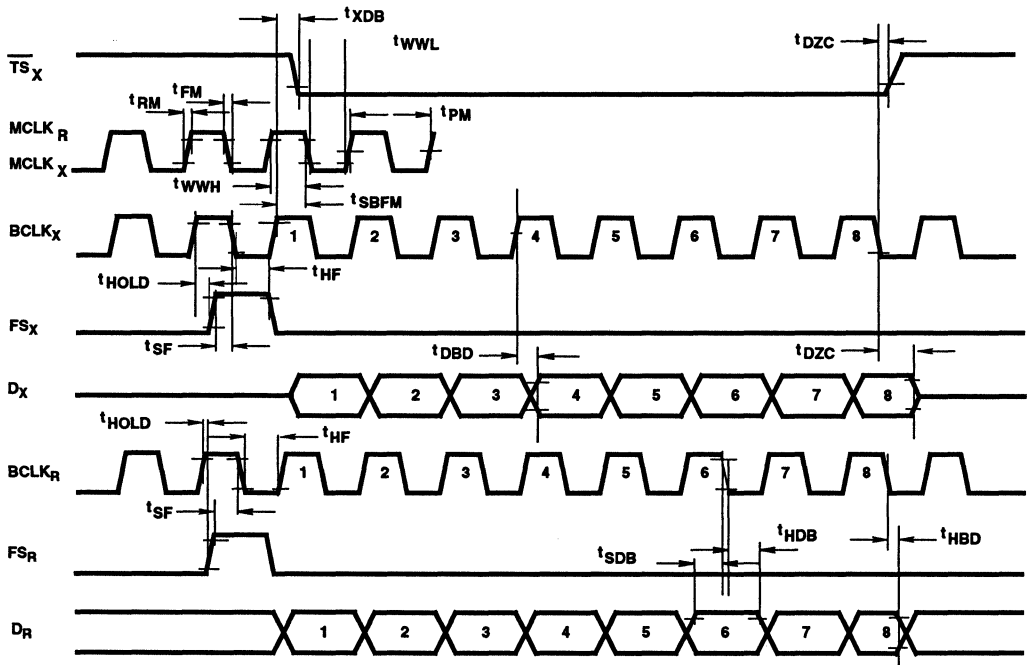 tXDB
tWWL
tDZC
TSX
tFM
tRM
tPM
MCLKR
MCLKX
tWWH
tSBFM
BCLKX
1 2 3 4 5 6 7 8
tHOLD
tHF
FSX
tSF
tDBD
tDZC
DX
1 2 3 4 5 6 7 8
tHOLD
tHF
BCLKR
1 2 3 4 5 6 7 8
tSF
FSR
tSDB
tHDB
tHBD
DR
1 2 3 4 5 6 7 8